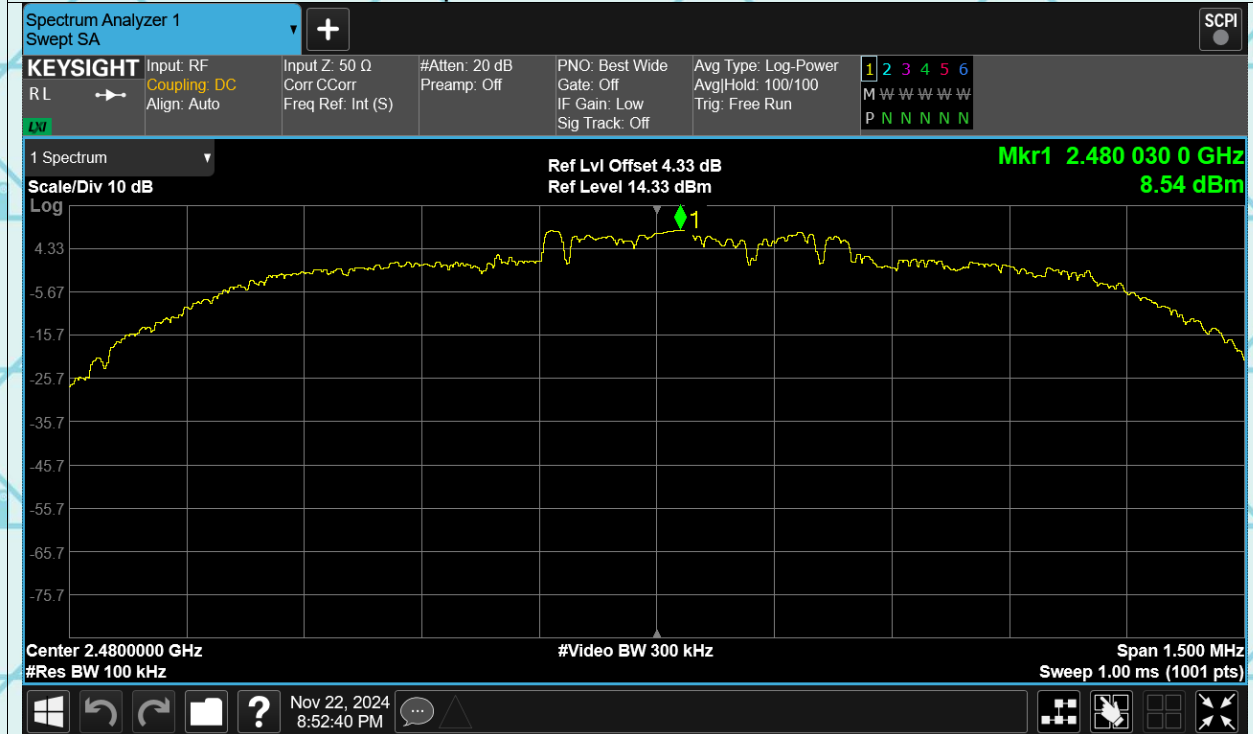 Spectrum Analyzer 1
Swept SA
▼
+
SCPI
KEYSIGHT
R L
LXI
Input: RF
Coupling: DC
Align: Auto
Input Z: 50 Ω
Corr CCorr
Freq Ref: Int (S)
#Atten: 20 dB
Preamp: Off
PNO: Best Wide
Gate: Off
IF Gain: Low
Sig Track: Off
Avg Type: Log-Power
Avg|Hold: 100/100
Trig: Free Run
1 2 3 4 5 6
M W W W W W
P N N N N N
1 Spectrum ▼
Scale/Div 10 dB
Ref Lvl Offset 4.33 dB
Ref Level 14.33 dBm
Mkr1 2.480 030 0 GHz
8.54 dBm
Log
1
4.33
-5.67
-15.7
-25.7
-35.7
-45.7
-55.7
-65.7
-75.7
Center 2.4800000 GHz
#Res BW 100 kHz
#Video BW 300 kHz
Span 1.500 MHz
Sweep 1.00 ms (1001 pts)
?
Nov 22, 2024
8:52:40 PM